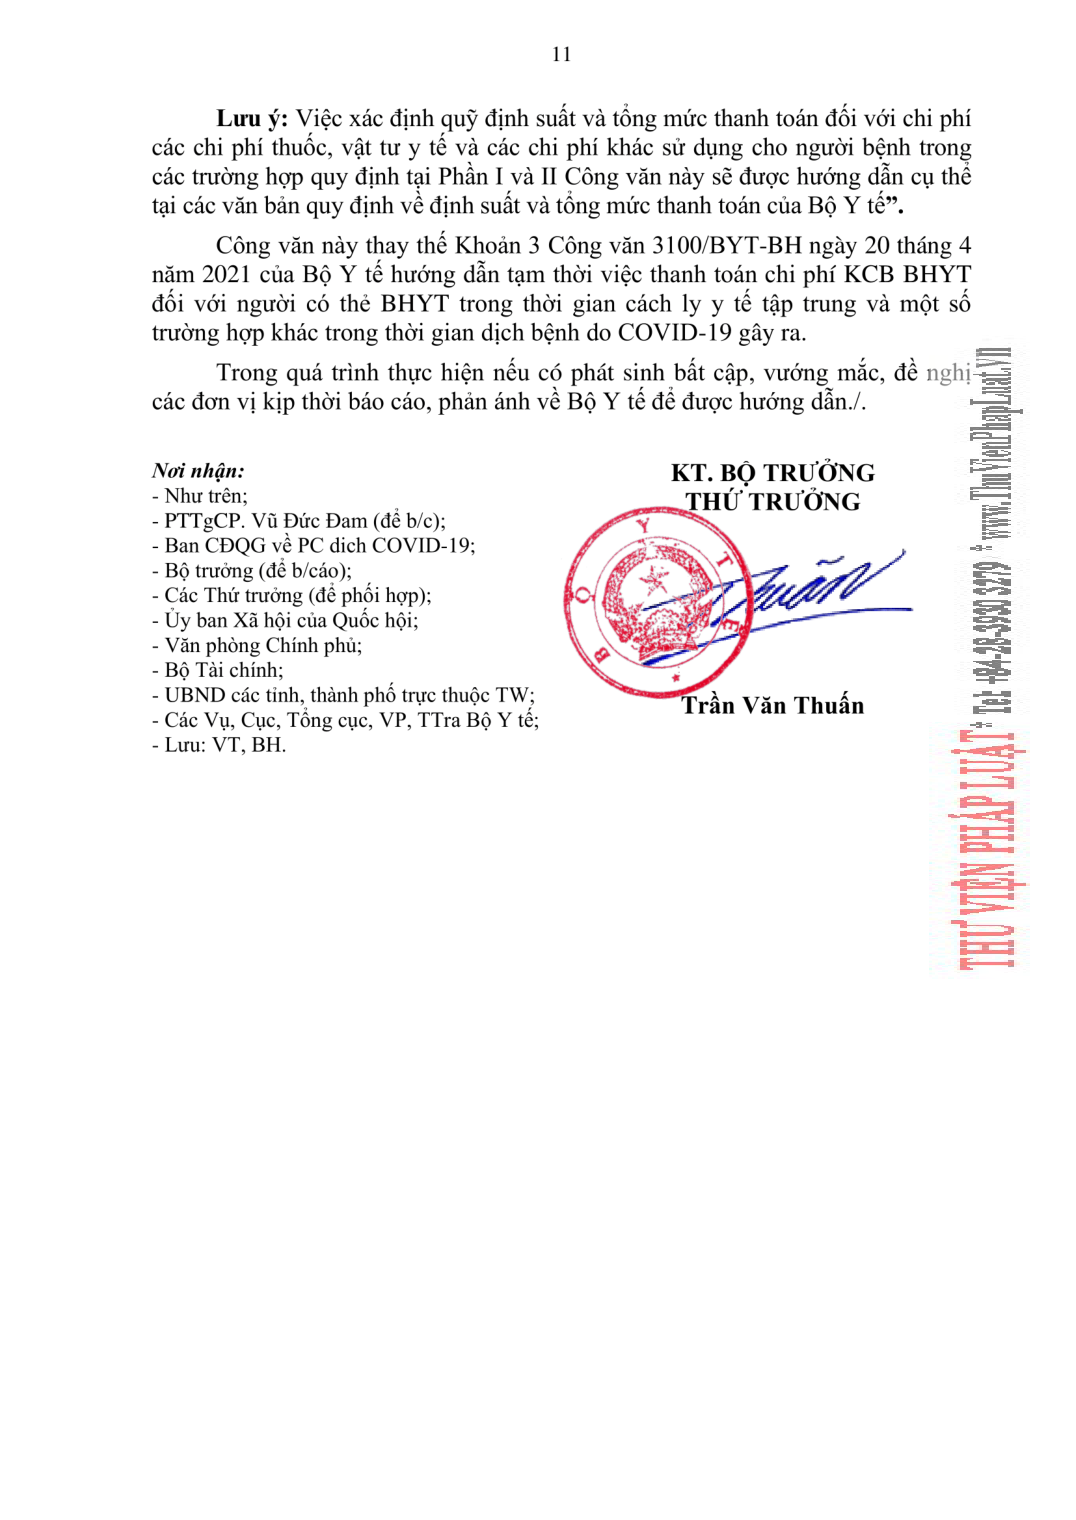 11
Lưu ý: Việc xác định quỹ định suất và tổng mức thanh toán đối với chi phí
các chi phí thuốc, vật tư y tế và các chi phí khác sử dụng cho người bệnh trong
các trường hợp quy định tại Phần I và II Công văn này sẽ được hướng dẫn cụ thể
tại các văn bản quy định về định suất và tổng mức thanh toán của Bộ Y tế”.
Công văn này thay thế Khoản 3 Công văn 3100/BYT-BH ngày 20 tháng 4
năm 2021 của Bộ Y tế hướng dẫn tạm thời việc thanh toán chi phí KCB BHYT
đối với người có thẻ BHYT trong thời gian cách ly y tế tập trung và một số
trường hợp khác trong thời gian dịch bệnh do COVID-19 gây ra.
Trong quá trình thực hiện nếu có phát sinh bất cập, vướng mắc, đề nghị
các đơn vị kịp thời báo cáo, phản ánh về Bộ Y tế để được hướng dẫn./.
Nơi nhận:
- Như trên;
- PTTgCP. Vũ Đức Đam (để b/c);
- Ban CĐQG về PC dich COVID-19;
- Bộ trưởng (để b/cáo);
- Các Thứ trưởng (để phối hợp);
- Ủy ban Xã hội của Quốc hội;
- Văn phòng Chính phủ;
- Bộ Tài chính;
- UBND các tỉnh, thành phố trực thuộc TW;
- Các Vụ, Cục, Tổng cục, VP, TTra Bộ Y tế;
- Lưu: VT, BH.
KT. BỘ TRƯỞNG
THỨ TRƯỞNG
BỘ Y TẾ
Thuấn
Trần Văn Thuấn
THƯ VIỆN PHÁP LUẬT * Tel: +84-28-3930 3279 * www.ThuVienPhapLuat.vn